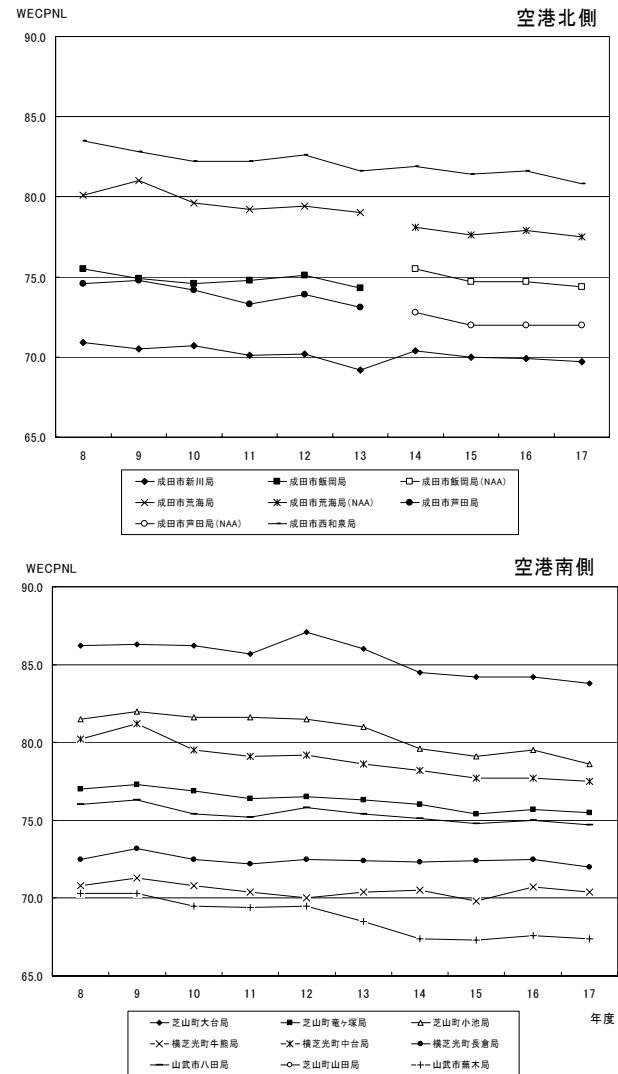 WECPNL
空港北側
90.0
85.0
80.0
75.0
70.0
65.0
8 9 10 11 12 13 14 15 16 17
成田市新川局 成田市飯岡局 成田市飯岡局(NAA)
成田市荒海局 成田市荒海局(NAA) 成田市芦田局
成田市芦田局(NAA) 成田市西和泉局
WECPNL
空港南側
90.0
85.0
80.0
75.0
70.0
65.0
8 9 10 11 12 13 14 15 16 17
年度
芝山町大台局 芝山町竜ヶ塚局 芝山町小池局
横芝光町牛熊局 横芝光町中台局 横芝光町長倉局
山武市八田局 芝山町山田局 山武市蕪木局